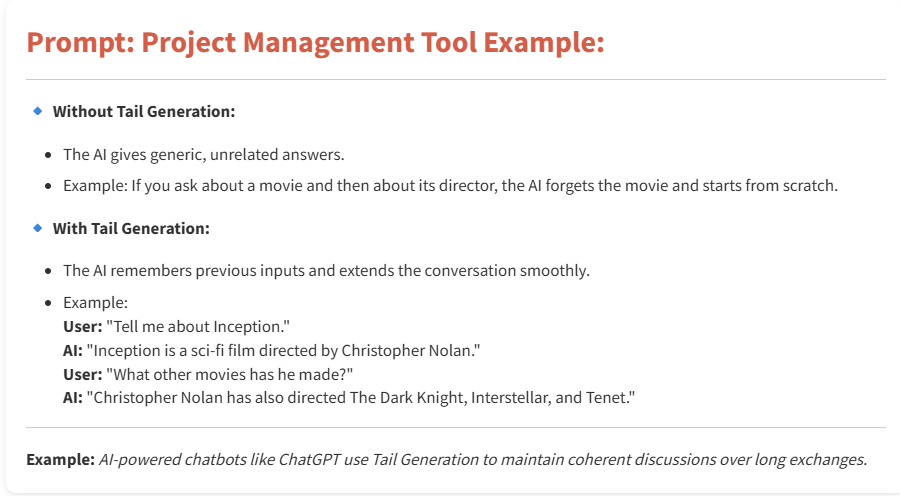 Prompt: Project Management Tool Example:
Without Tail Generation:
The AI gives generic, unrelated answers.
Example: If you ask about a movie and then about its director, the AI forgets the movie and starts from scratch.
With Tail Generation:
The AI remembers previous inputs and extends the conversation smoothly.
Example:
User: "Tell me about Inception."
AI: "Inception is a sci-fi film directed by Christopher Nolan."
User: "What other movies has he made?"
AI: "Christopher Nolan has also directed The Dark Knight, Interstellar, and Tenet."
Example: AI-powered chatbots like ChatGPT use Tail Generation to maintain coherent discussions over long exchanges.